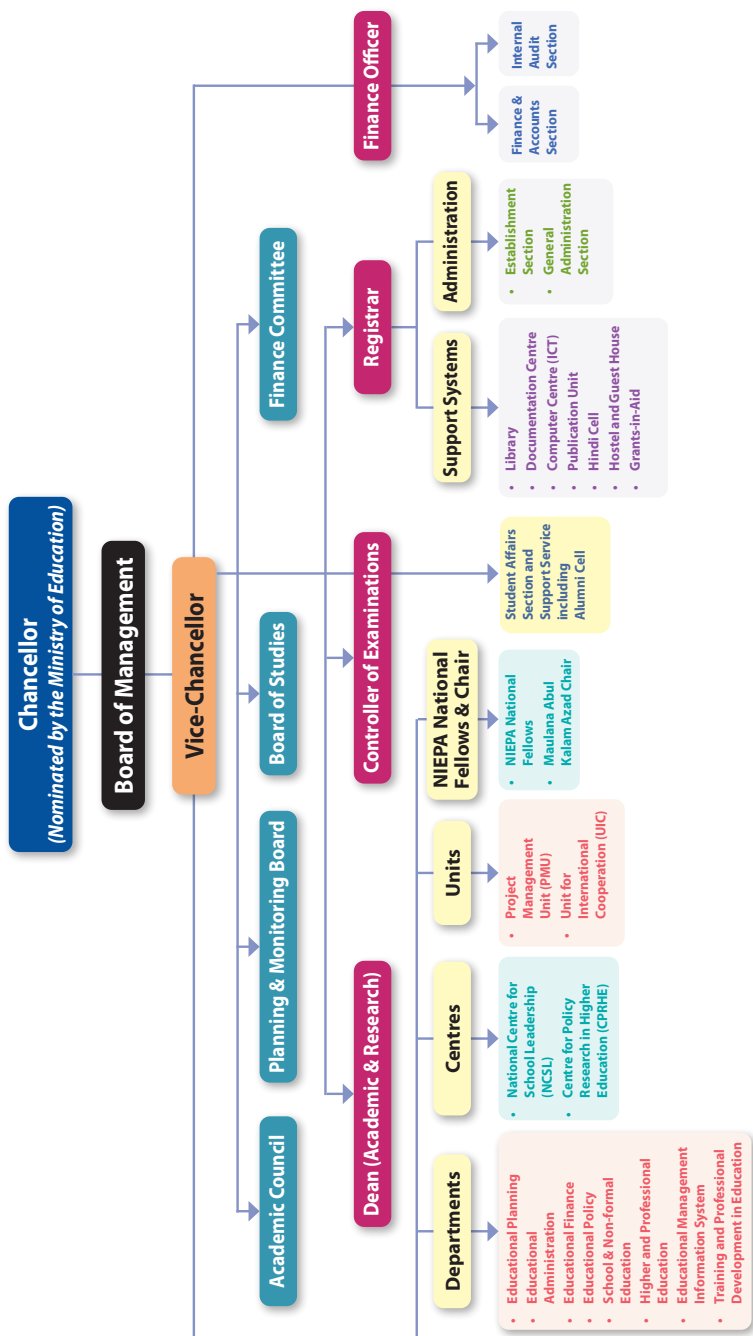 Chancellor
(Nominated by the Ministry of Education)
Board of Management
Vice-Chancellor
Academic Council
Planning & Monitoring Board
Board of Studies
Finance Committee
Dean (Academic & Research)
Controller of Examinations
Registrar
Finance Officer
Departments
Centres
Units
NIEPA National
Fellows & Chair
Support Systems
Administration
• Educational Planning
• Educational
Administration
• Educational Finance
• Educational Policy
• School & Non-formal
Education
• Higher and Professional
Education
• Educational Management
Information System
• Training and Professional
Development in Education
• National Centre for
School Leadership
(NCSL)
• Centre for Policy
Research in Higher
Education (CPRHE)
• Project
Management
Unit (PMU)
• Unit for
International
Cooperation (UIC)
• NIEPA National
Fellows
• Maulana Abul
Kalam Azad Chair
Student Affairs
Section and
Support Service
including
Alumni Cell
• Library
• Documentation Centre
• Computer Centre (ICT)
• Publication Unit
• Hindi Cell
• Hostel and Guest House
• Grants-in-Aid
• Establishment
Section
• General
Administration
Section
Finance &
Accounts
Section
Internal
Audit
Section